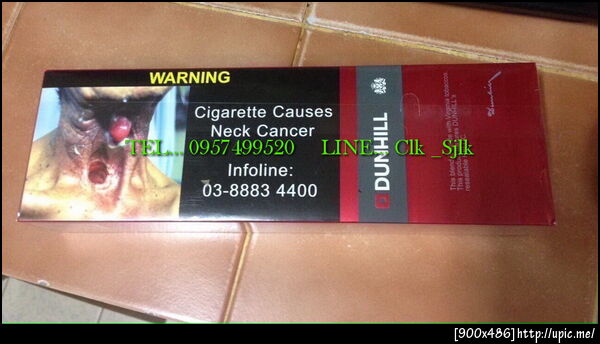 WARNING
Cigarette Causes
Neck Cancer
TEL... 0957499520 LINE.. Clk _Sjlk
Infoline:
03-8883 4400
DUNHILL
[900x486]http://upic.me/